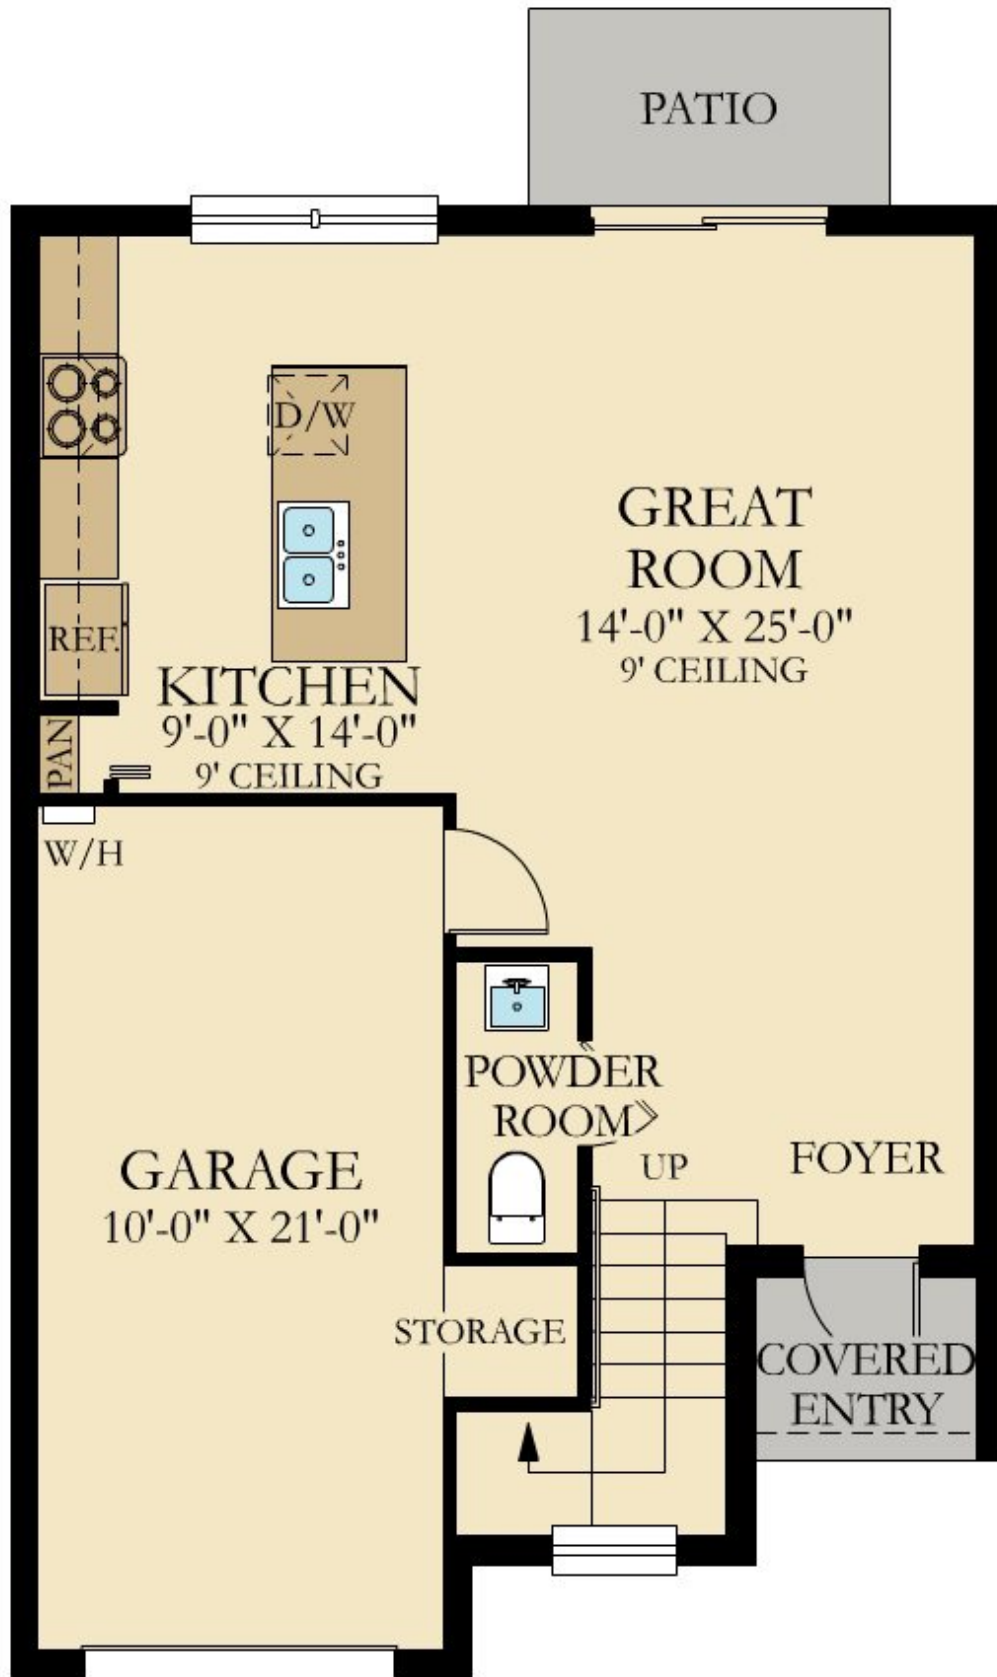 PATIO
D/W
GREAT
ROOM
14'-0" X 25'-0"
9' CEILING
REF.
KITCHEN
9'-0" X 14'-0"
9' CEILING
PAN
W/H
POWDER
ROOM
GARAGE
10'-0" X 21'-0"
UP
FOYER
STORAGE
COVERED
ENTRY